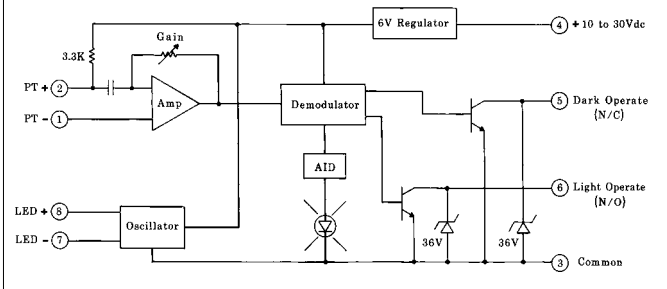 6V Regulator
4 + 10 to 30Vdc
Gain
3.3K
PT + 2
Amp
PT - 1
Demodulator
5 Dark Operate
(N/C)
AID
6 Light Operate
(N/O)
LED + 8
Oscillator
LED - 7
36V
36V
3 Common